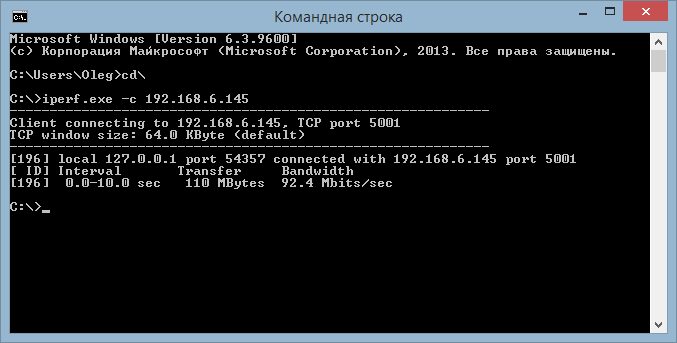 Командная строка
Microsoft Windows [Version 6.3.9600]
(c) Корпорация Майкрософт (Microsoft Corporation), 2013. Все права защищены.
C:\Users\Oleg>cd\
C:\>iperf.exe -c 192.168.6.145
------------------------------------------------------------
Client connecting to 192.168.6.145, TCP port 5001
TCP window size: 64.0 KByte (default)
------------------------------------------------------------
[196] local 127.0.0.1 port 54357 connected with 192.168.6.145 port 5001
[ ID] Interval       Transfer     Bandwidth
[196]  0.0-10.0 sec   110 MBytes  92.4 Mbits/sec
C:\>_